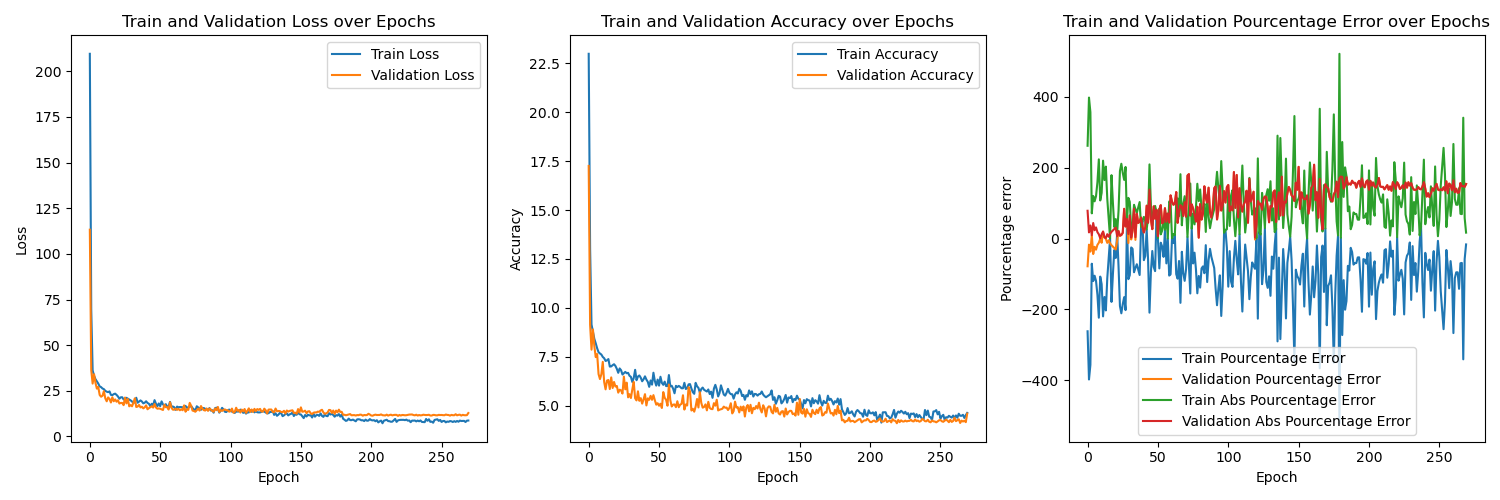 Train and Validation Loss over Epochs
Loss
200
175
150
125
100
75
50
25
0
0 50 100 150 200 250
Epoch
Train Loss
Validation Loss
Train and Validation Accuracy over Epochs
Accuracy
22.5
20.0
17.5
15.0
12.5
10.0
7.5
5.0
0 50 100 150 200 250
Epoch
Train Accuracy
Validation Accuracy
Train and Validation Pourcentage Error over Epochs
Pourcentage error
400
200
0
−200
−400
0 50 100 150 200 250
Epoch
Train Pourcentage Error
Validation Pourcentage Error
Train Abs Pourcentage Error
Validation Abs Pourcentage Error